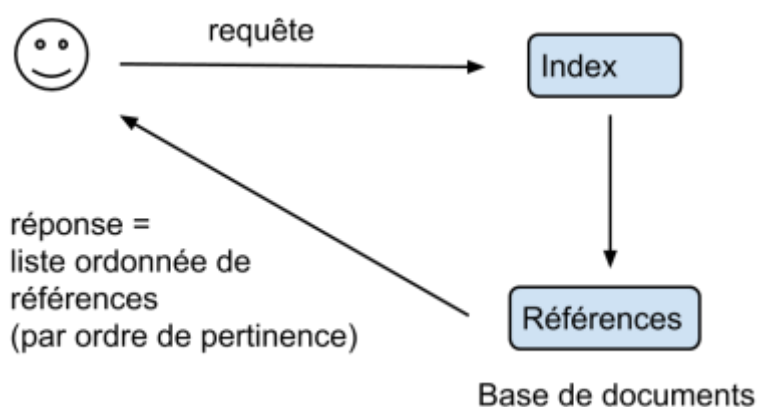 requête
Index
réponse =
liste ordonnée de
références
(par ordre de pertinence)
Références
Base de documents